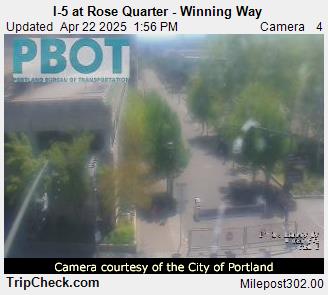 I-5 at Rose Quarter - Winning Way
Updated Apr 22 2025 1:56 PM Camera 4
PBOT
PORTLAND BUREAU OF TRANSPORTATION
Camera courtesy of the City of Portland
TripCheck.com Milepost302.00